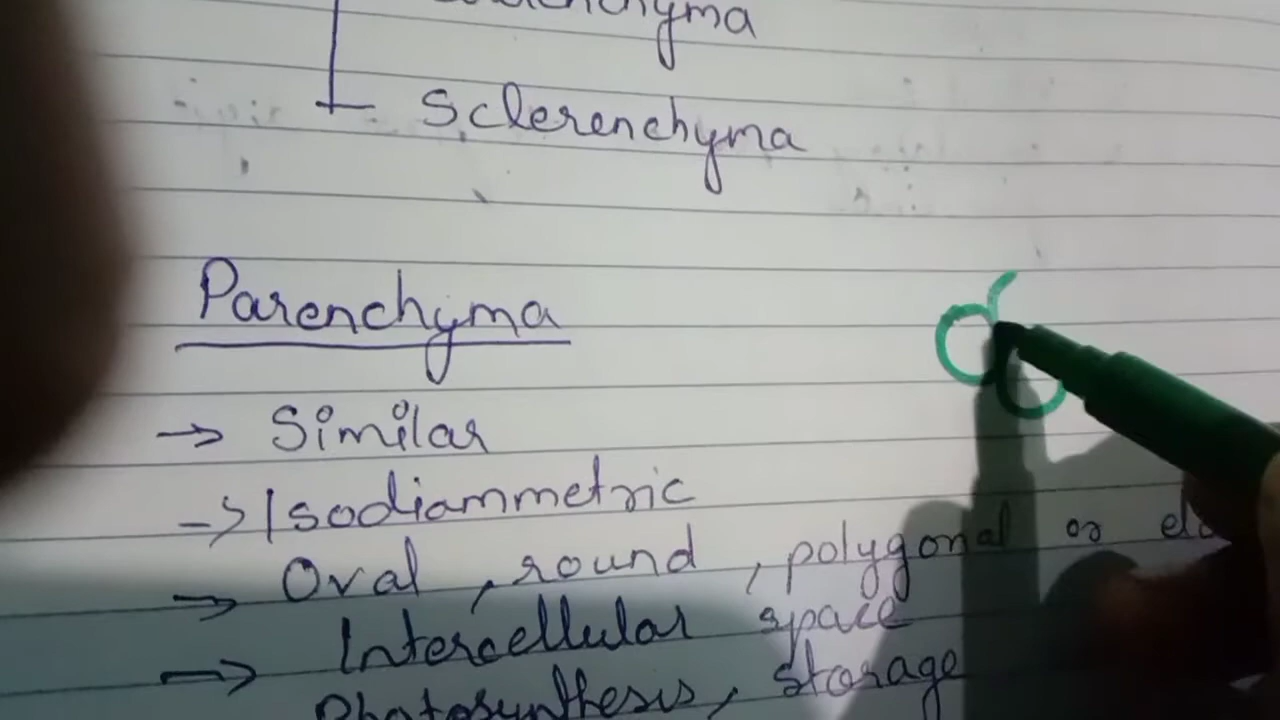 Sclerenchyma
Parenchyma
→ Similar
→ Isodiammetric
→ Oval, round, polygonal or
→ Intercellular space
Photosynthesis, storage